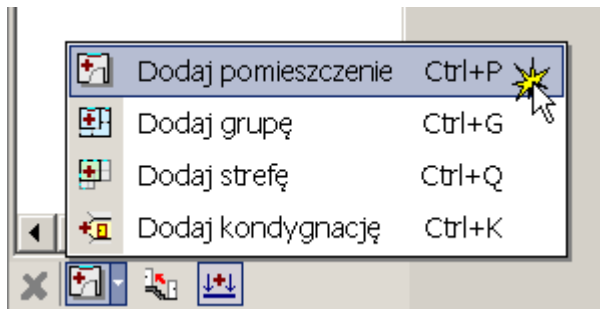 Dodaj pomieszczenie Ctrl+P
Dodaj grupę Ctrl+G
Dodaj strefę Ctrl+Q
Dodaj kondygnację Ctrl+K